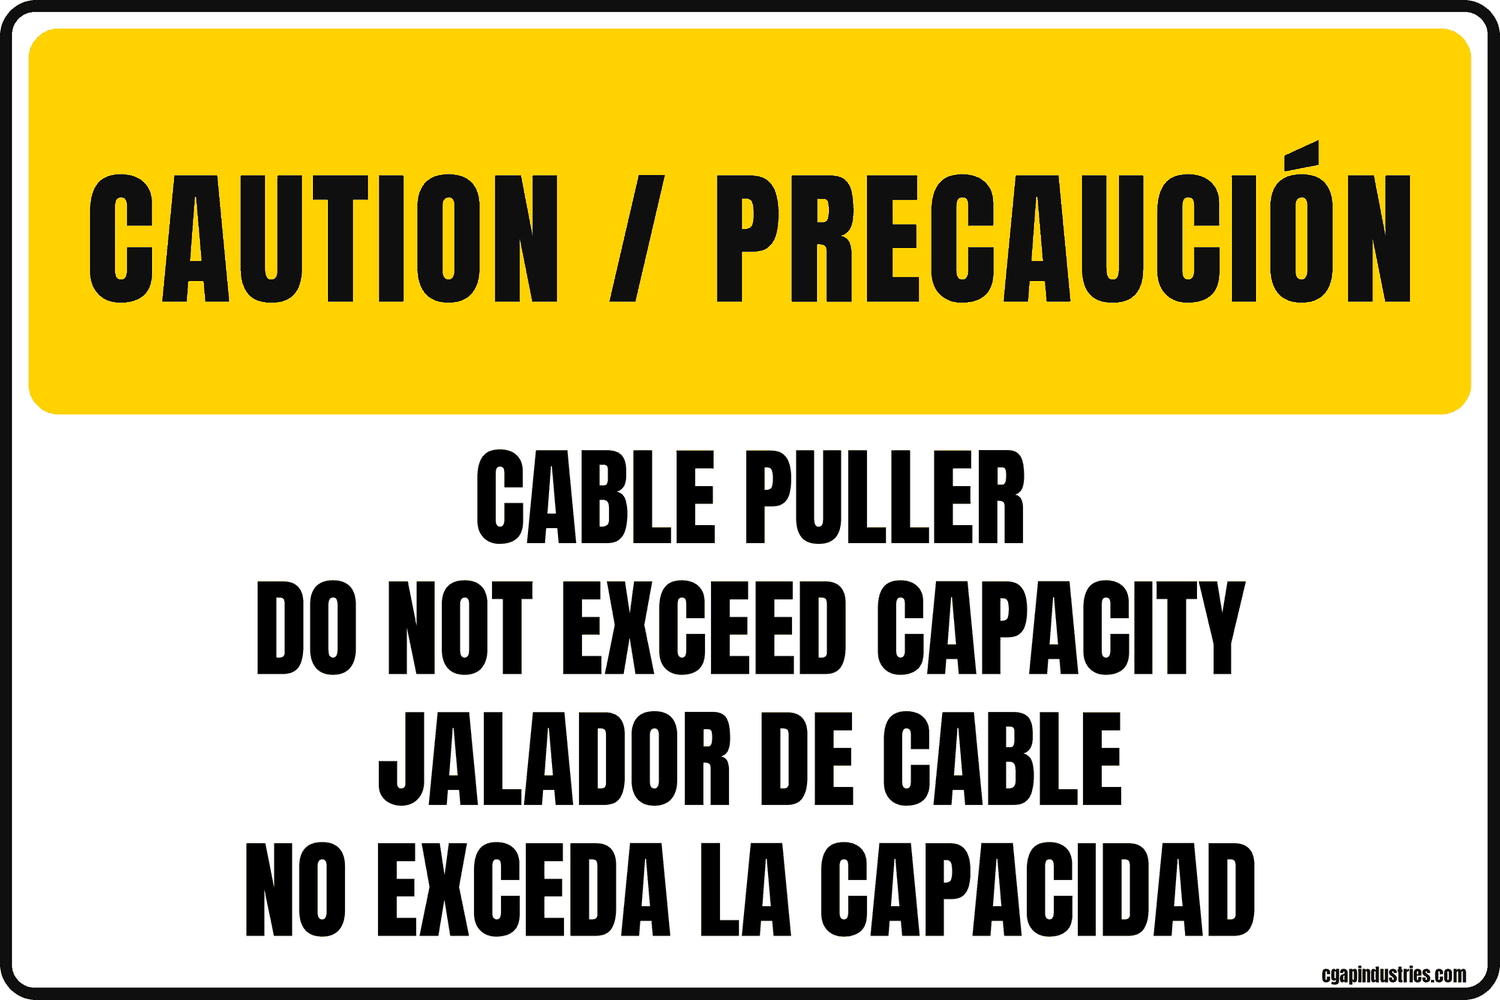 CAUTION / PRECAUCIÓN
CABLE PULLER
DO NOT EXCEED CAPACITY
JALADOR DE CABLE
NO EXCEDA LA CAPACIDAD
cgapindustries.com